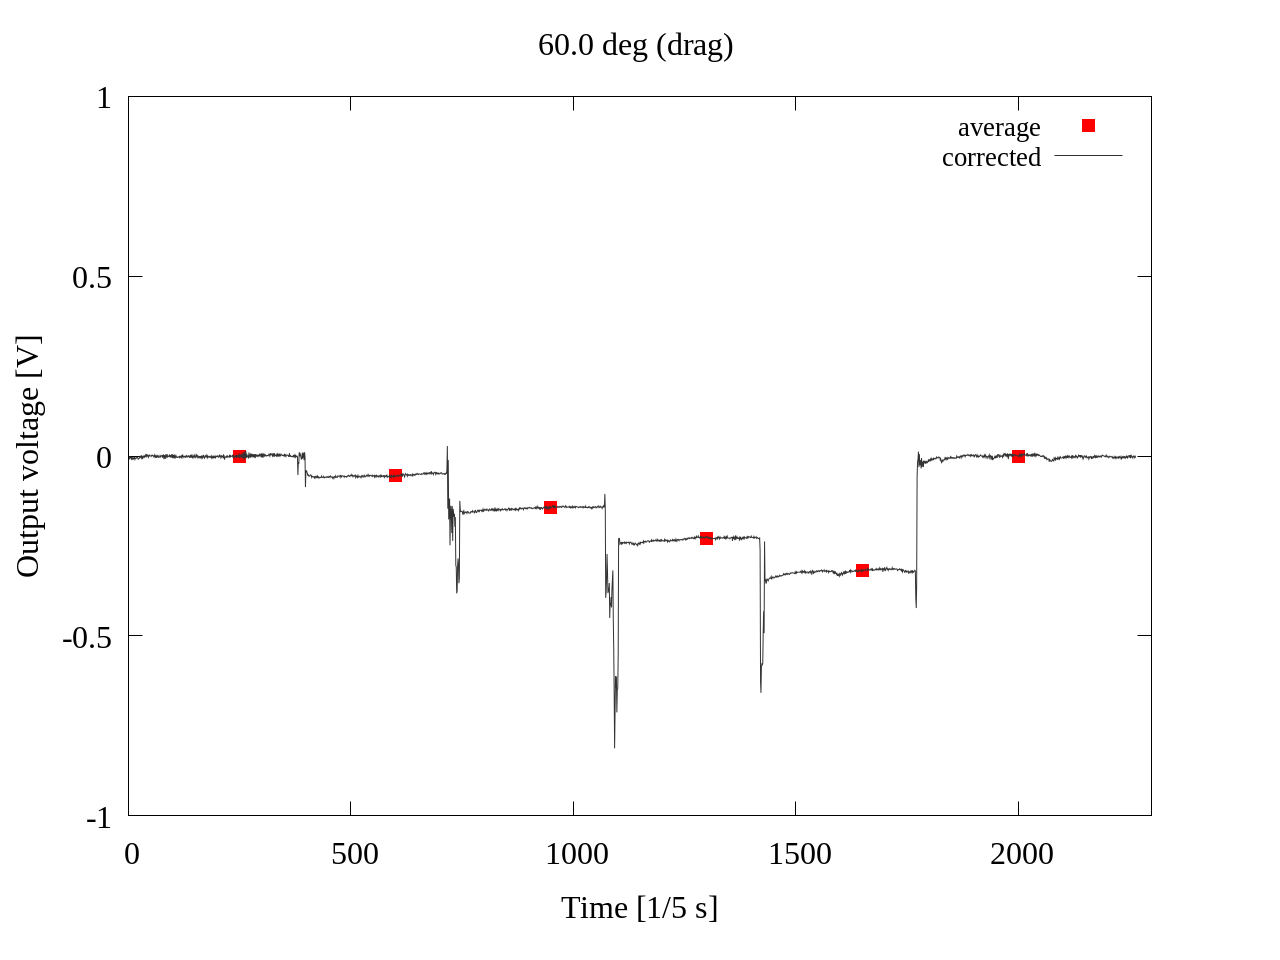 60.0 deg (drag)
average
corrected
1
0.5
0
-0.5
-1
Output voltage [V]
0 500 1000 1500 2000
Time [1/5 s]